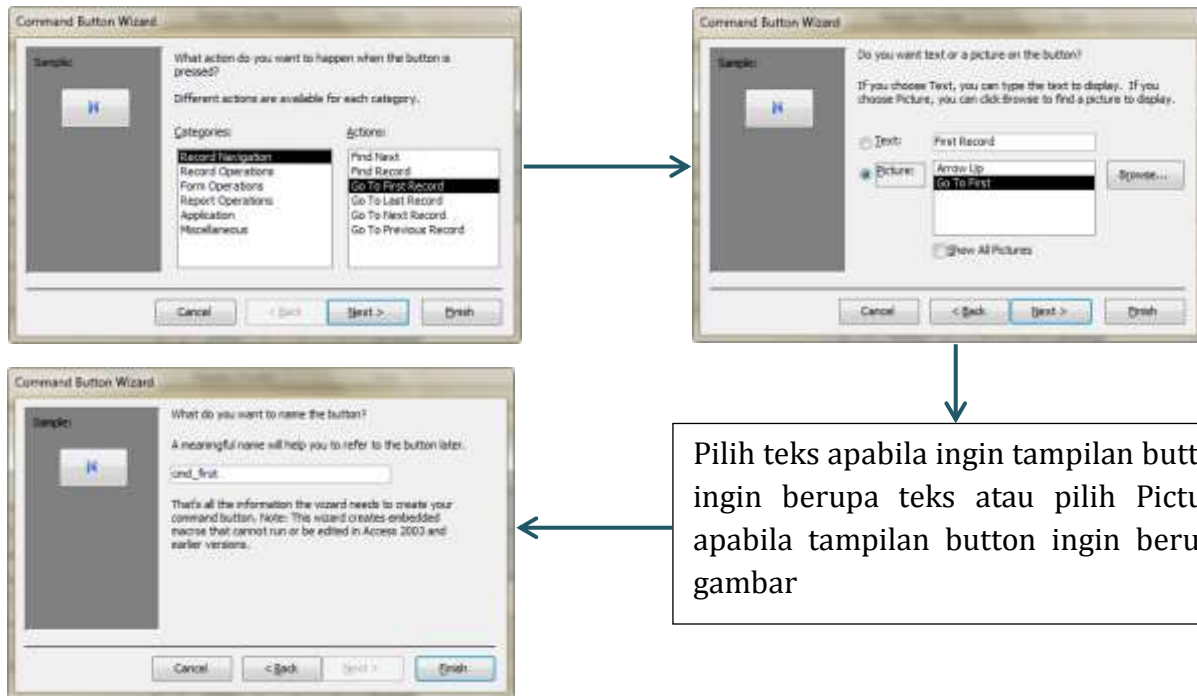 Command Button Wizard
Sample:
What action do you want to happen when the button is
pressed?
Different actions are available for each category.
Categories:
Actions:
Record Navigation
Record Operations
Form Operations
Report Operations
Application
Miscellaneous
Find Next
Find Record
Go To First Record
Go To Last Record
Go To Next Record
Go To Previous Record
Cancel
< Back
Next >
Finish
Command Button Wizard
Sample:
Do you want text or a picture on the button?
If you choose Text, you can type the text to display. If you
choose Picture, you can click Browse to find a picture to display.
Text:
First Record
Picture:
Arrow Up
Go To First
Browse...
Show All Pictures
Cancel
< Back
Next >
Finish
Pilih teks apabila ingin tampilan butt
ingin berupa teks atau pilih Pictu
apabila tampilan button ingin beru
gambar
Command Button Wizard
Sample:
What do you want to name the button?
A meaningful name will help you to refer to the button later.
cmd_first
That's all the information the wizard needs to create your
command button. Note: This wizard creates embedded
macros that cannot run or be edited in Access 2003 and
earlier versions.
Cancel
< Back
Next >
Finish